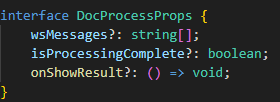 interface DocProcessProps {
  wsMessages?: string[];
  isProcessingComplete?: boolean;
  onShowResult?: () => void;
}